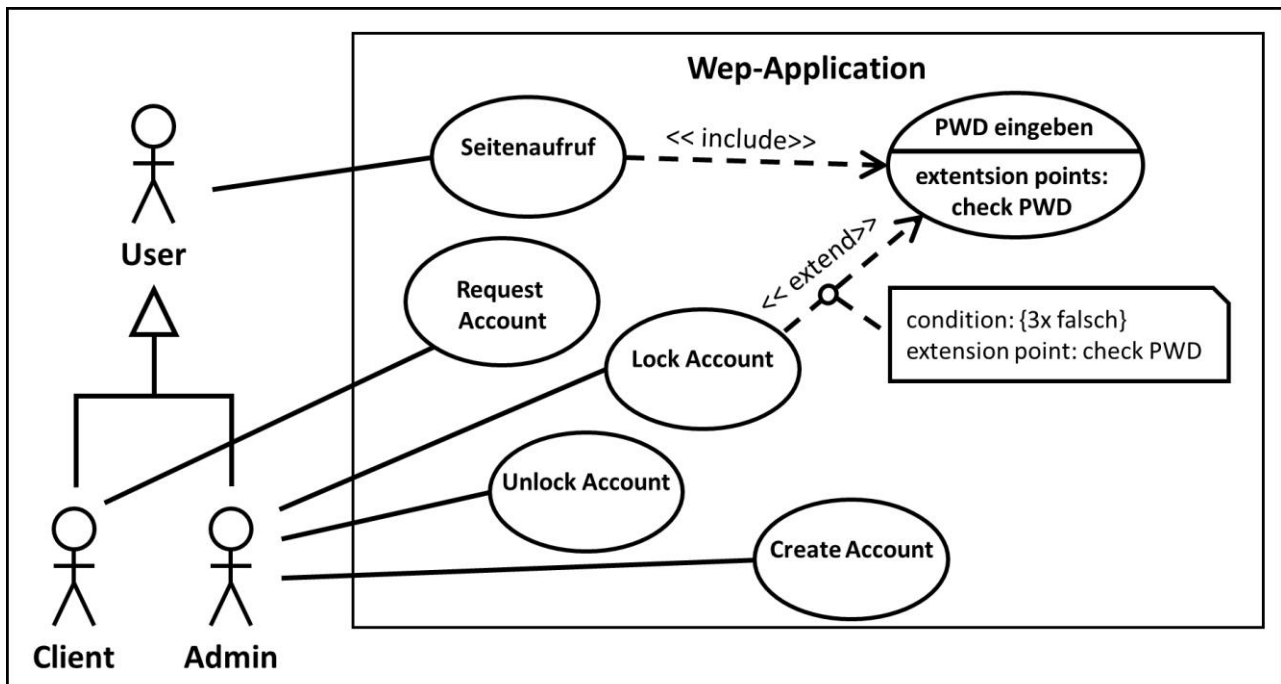 Wep-Application
Seitenaufruf
<< include>>
PWD eingeben
extentsion points:
check PWD
User
Request
Account
<< extend>>
Lock Account
condition: {3x falsch}
extension point: check PWD
Unlock Account
Create Account
Client
Admin